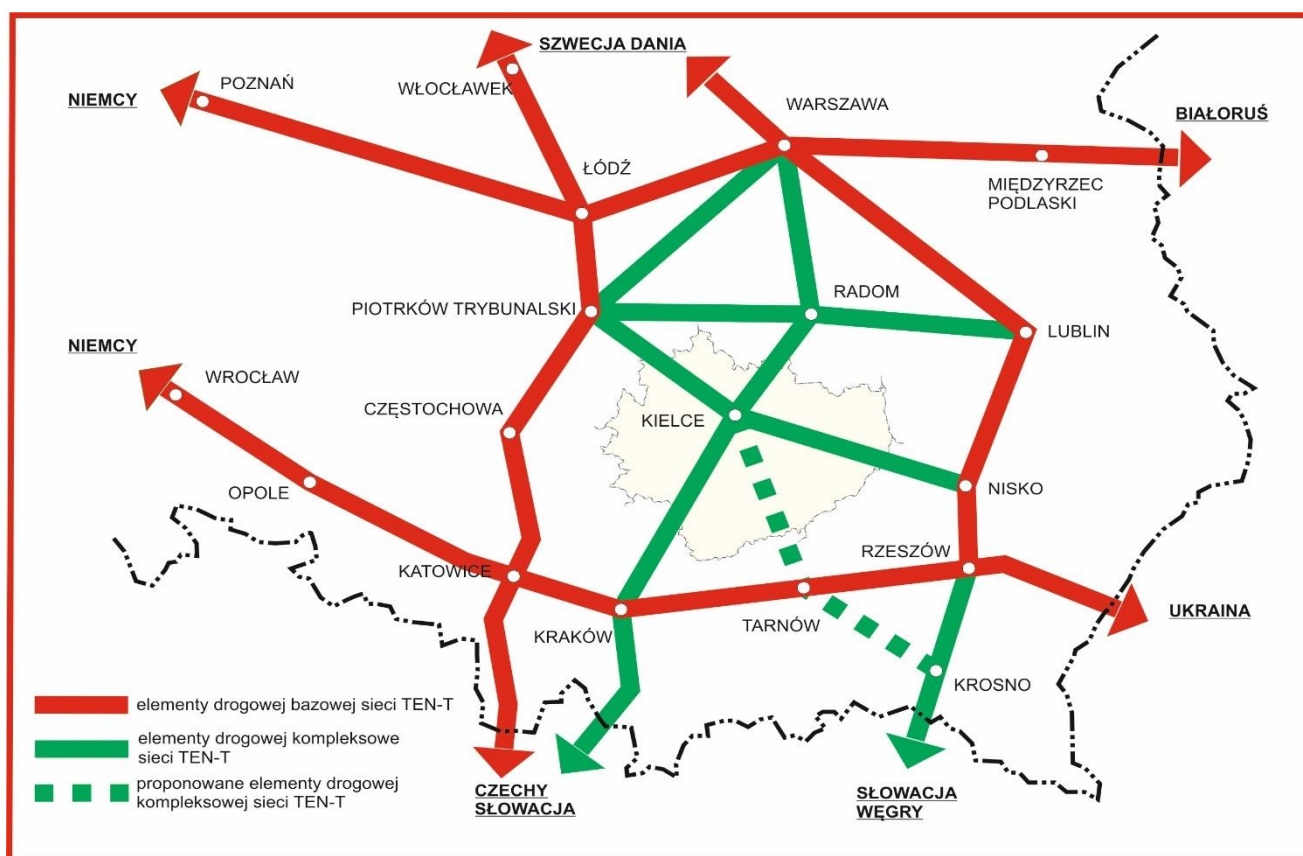 SZWECJA DANIA
POZNAŃ
WŁOCŁAWEK
NIEMCY
WARSZAWA
BIAŁORUŚ
ŁÓDŹ
MIĘDZYRZEC
PODLASKI
RADOM
PIOTRKÓW TRYBUNALSKI
LUBLIN
NIEMCY
WROCŁAW
CZĘSTOCHOWA
KIELCE
OPOLE
NISKO
RZESZÓW
KATOWICE
UKRAINA
KRAKÓW
TARNÓW
KROSNO
elementy drogowej bazowej sieci TEN-T
elementy drogowej kompleksowe
sieci TEN-T
proponowane elementy drogowej
kompleksowej sieci TEN-T
CZECHY
SŁOWACJA
SŁOWACJA
WĘGRY